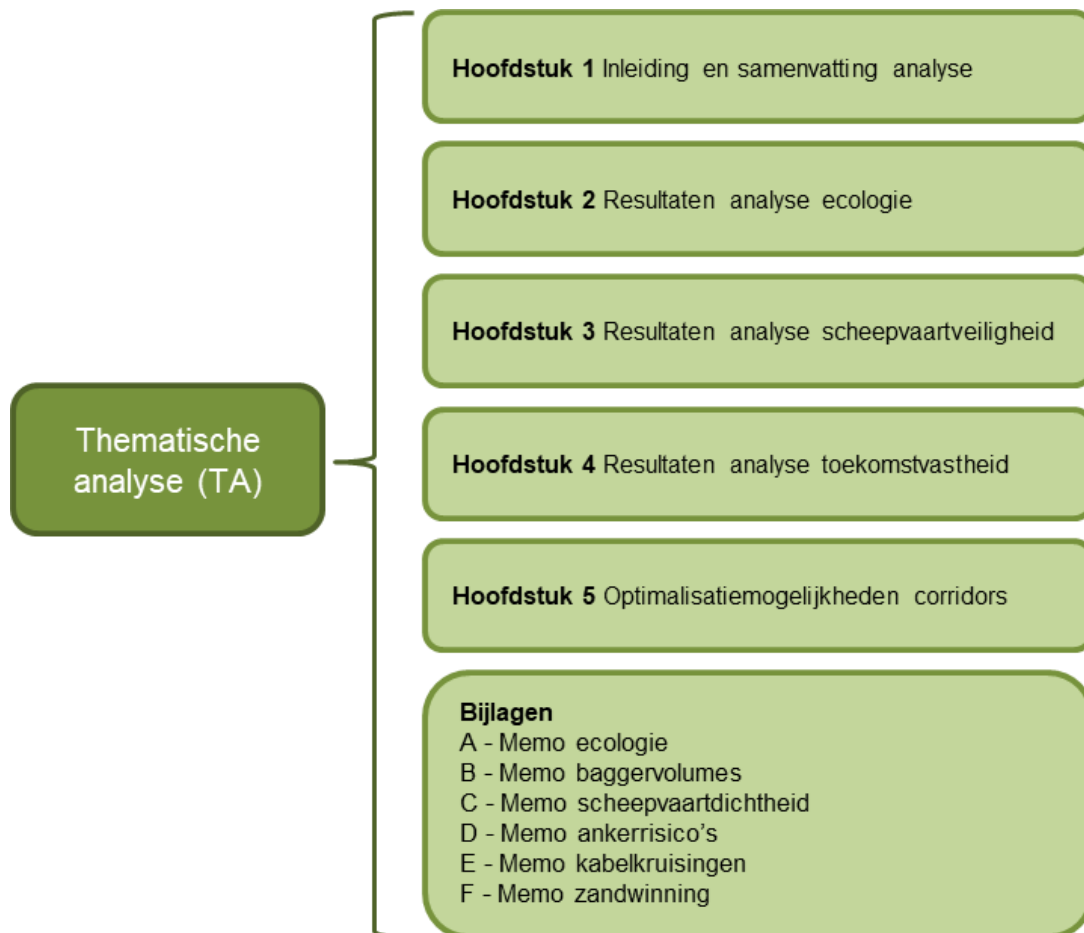 Thematische
analyse (TA)
Hoofdstuk 1 Inleiding en samenvatting analyse
Hoofdstuk 2 Resultaten analyse ecologie
Hoofdstuk 3 Resultaten analyse scheepvaartveiligheid
Hoofdstuk 4 Resultaten analyse toekomstvastheid
Hoofdstuk 5 Optimalisatiemogelijkheden corridors
Bijlagen
A - Memo ecologie
B - Memo baggervolumes
C - Memo scheepvaartdichtheid
D - Memo ankerrisico's
E - Memo kabelkruisingen
F - Memo zandwinning